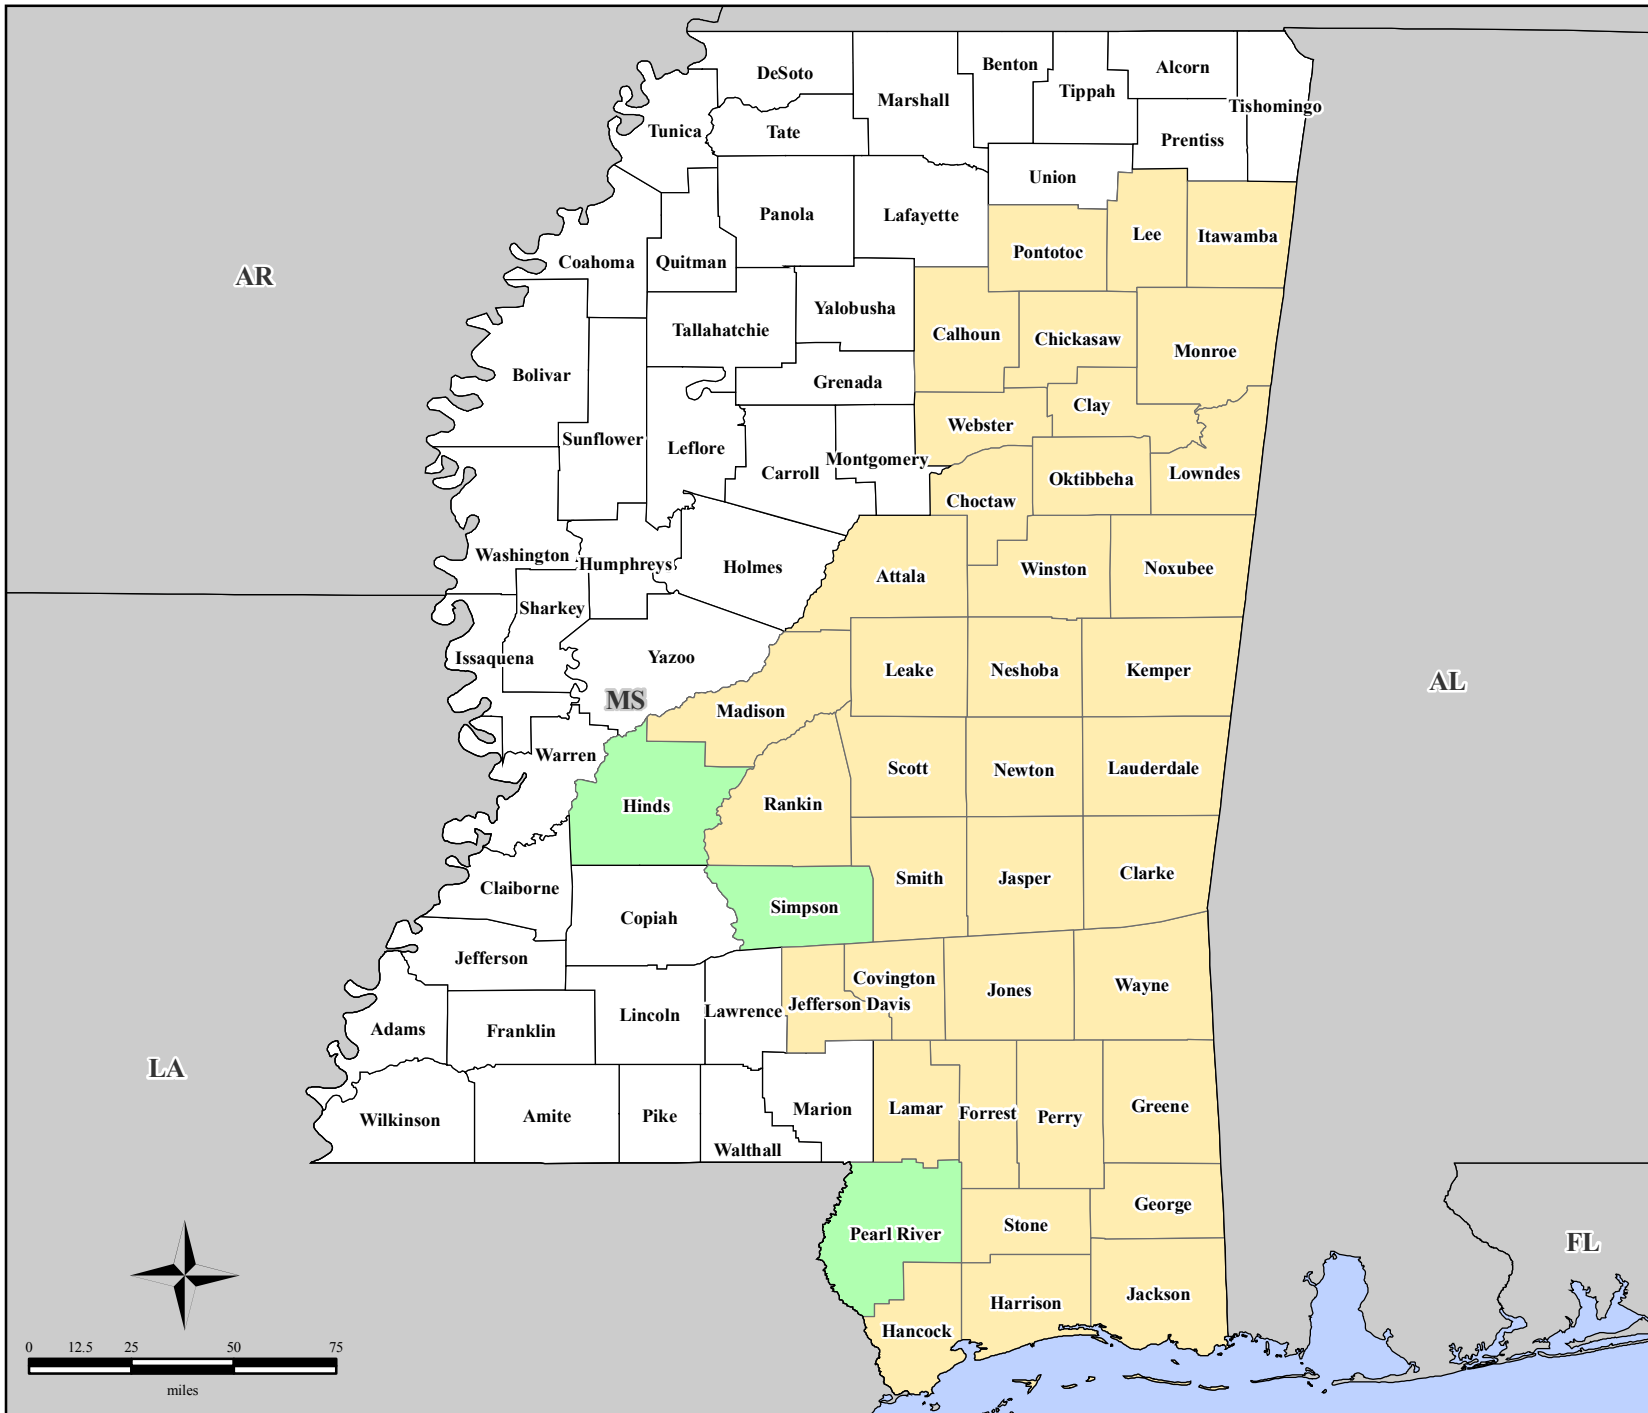 DeSoto
Marshall
Benton
Tippah
Alcorn
Tishomingo
Tunica
Tate
Prentiss
Union
Panola
Lafayette
Pontotoc
Lee
Itawamba
AR
Coahoma
Quitman
Tallahatchie
Yalobusha
Calhoun
Chickasaw
Monroe
Bolivar
Grenada
Sunflower
Leflore
Carroll
Montgomery
Webster
Clay
Choctaw
Oktibbeha
Lowndes
Washington
Humphreys
Holmes
Attala
Winston
Noxubee
Sharkey
Issaquena
Yazoo
Leake
Neshoba
Kemper
MS
AL
Madison
Warren
Hinds
Rankin
Scott
Newton
Lauderdale
Claiborne
Copiah
Simpson
Smith
Jasper
Clarke
Jefferson
Lincoln
Lawrence
Jefferson Davis
Covington
Jones
Wayne
Adams
Franklin
LA
Wilkinson
Amite
Pike
Walthall
Marion
Lamar
Forrest
Perry
Greene
Pearl River
Stone
George
FL
Hancock
Harrison
Jackson
0 12.5 25 50 75
miles